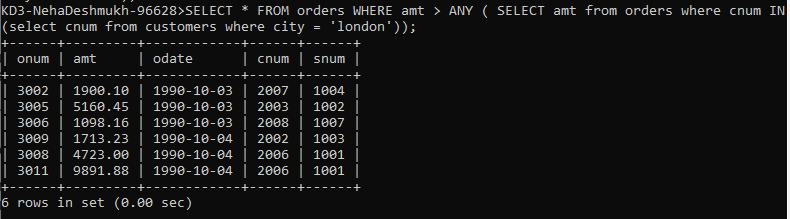 KD3-NehaDeshmukh-96628>SELECT * FROM orders WHERE amt > ANY ( SELECT amt from orders where cnum IN
(select cnum from customers where city = 'london'));
+------+---------+------------+------+------+
| onum | amt     | odate      | cnum | snum |
+------+---------+------------+------+------+
| 3002 | 1900.10 | 1990-10-03 | 2007 | 1004 |
| 3005 | 5160.45 | 1990-10-03 | 2003 | 1002 |
| 3006 | 1098.16 | 1990-10-03 | 2008 | 1007 |
| 3009 | 1713.23 | 1990-10-04 | 2002 | 1003 |
| 3008 | 4723.00 | 1990-10-04 | 2006 | 1001 |
| 3011 | 9891.88 | 1990-10-04 | 2006 | 1001 |
+------+---------+------------+------+------+
6 rows in set (0.00 sec)